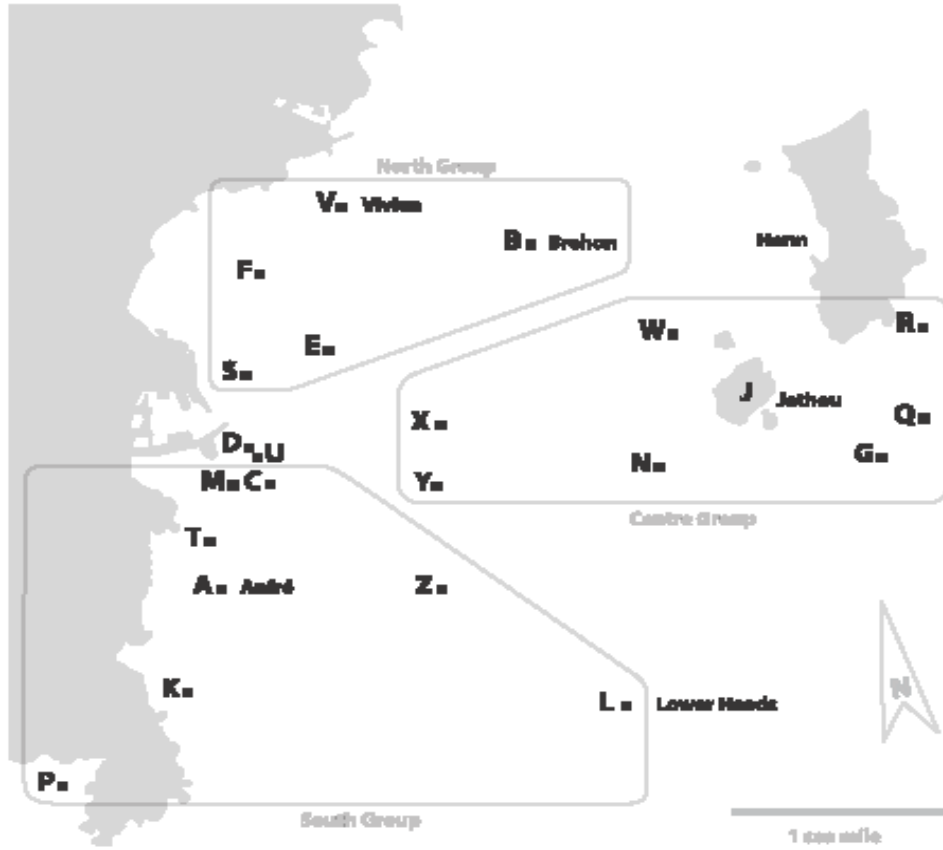 North Group
V Vivian
B Brehon
Herm
F
W
R
E
S
J Jethou
X
Q
D
U
N
G
M C
Y
Centre Group
T
A André
Z
K
L Lower Heads
N
P
South Group
1 sea mile